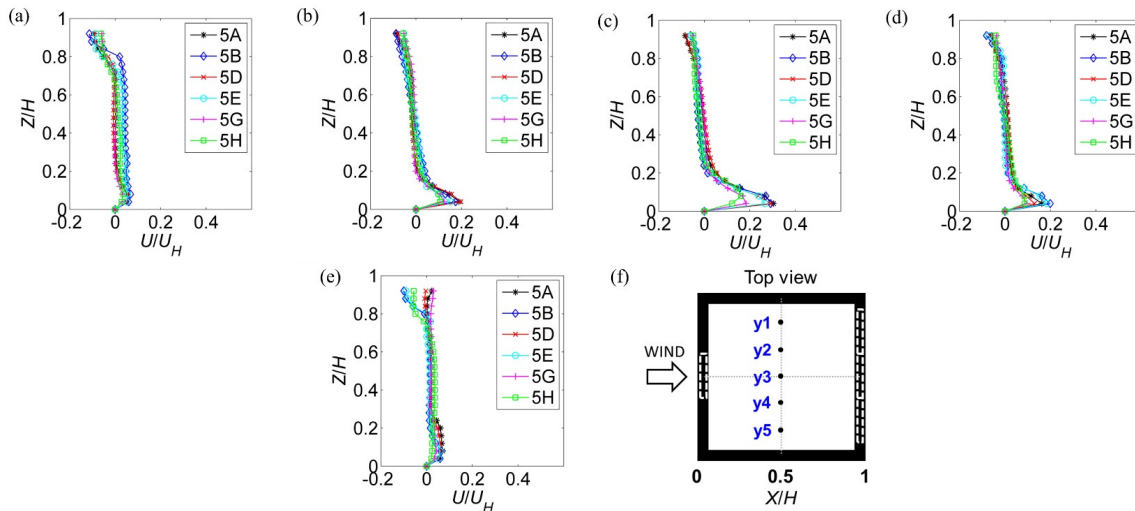 (a)
1
0.8
0.6
0.4
0.2
0
Z/H
-0.2 0 0.2 0.4
U/U_H
5A
5B
5D
5E
5G
5H
(b)
1
0.8
0.6
0.4
0.2
0
Z/H
-0.2 0 0.2 0.4
U/U_H
5A
5B
5D
5E
5G
5H
(c)
1
0.8
0.6
0.4
0.2
0
Z/H
-0.2 0 0.2 0.4
U/U_H
5A
5B
5D
5E
5G
5H
(d)
1
0.8
0.6
0.4
0.2
0
Z/H
-0.2 0 0.2 0.4
U/U_H
5A
5B
5D
5E
5G
5H
(e)
1
0.8
0.6
0.4
0.2
0
Z/H
-0.2 0 0.2 0.4
U/U_H
5A
5B
5D
5E
5G
5H
(f)
Top view
WIND
y1
y2
y3
y4
y5
0 0.5 1
X/H